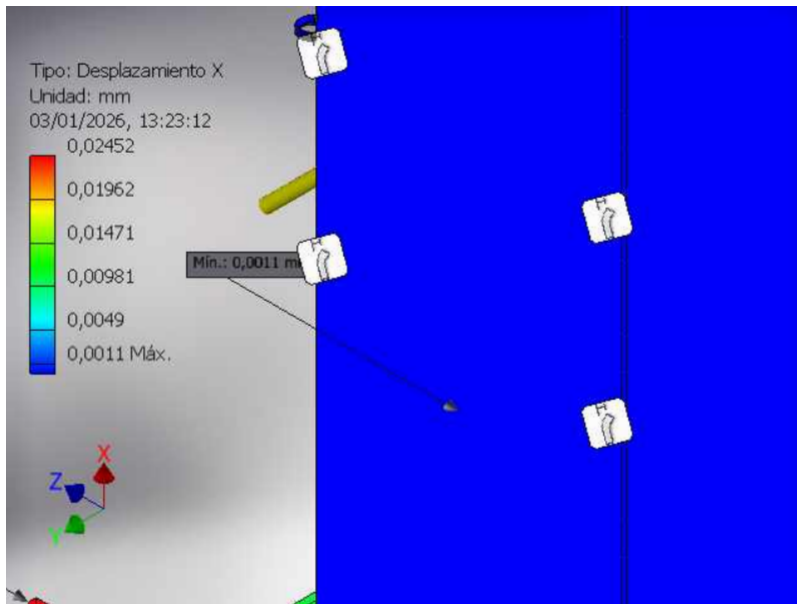 Tipo: Desplazamiento X
Unidad: mm
03/01/2026, 13:23:12
0,02452
0,01962
0,01471
0,00981
0,0049
0,0011 Máx.
Mín.: 0,0011
X
Z
Y